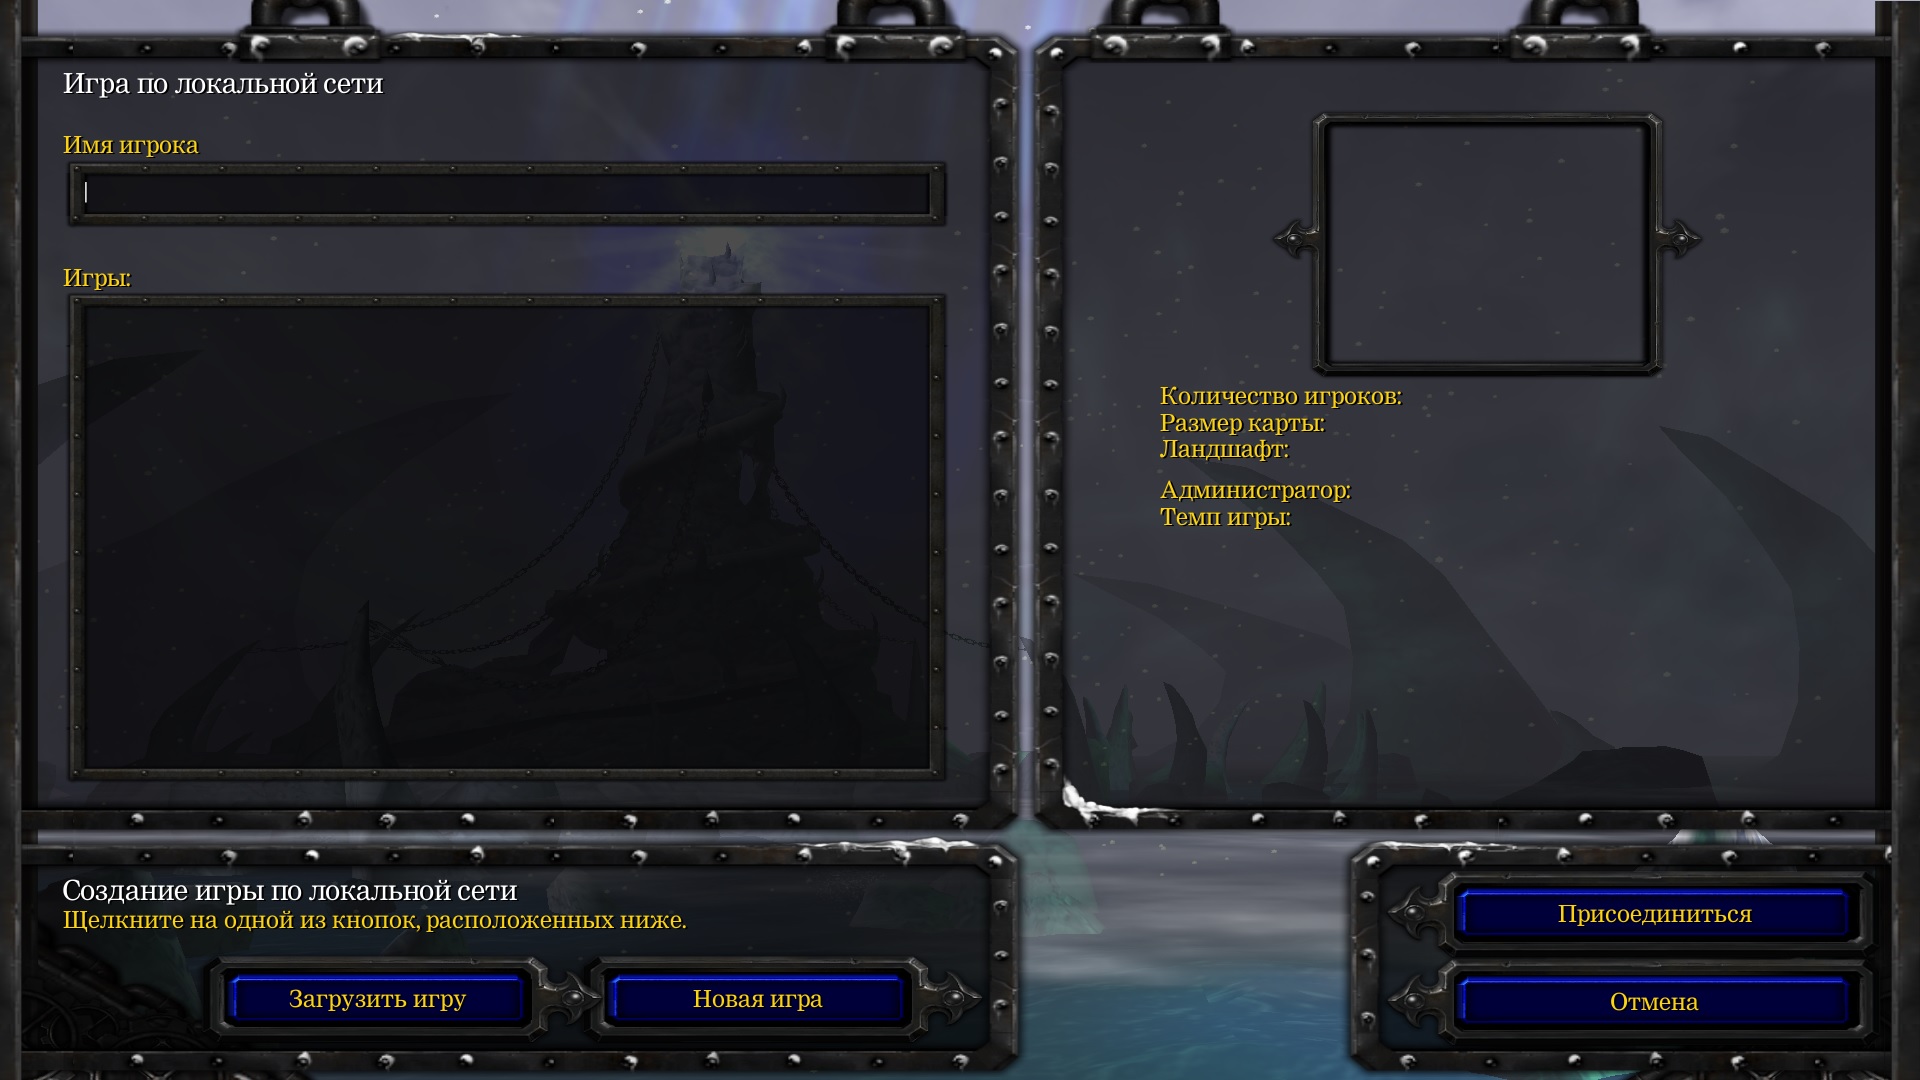 Игра по локальной сети
Имя игрока
Игры:
Количество игроков:
Размер карты:
Ландшафт:
Администратор:
Темп игры:
Создание игры по локальной сети
Щелкните на одной из кнопок, расположенных ниже.
Загрузить игру
Новая игра
Присоединиться
Отмена